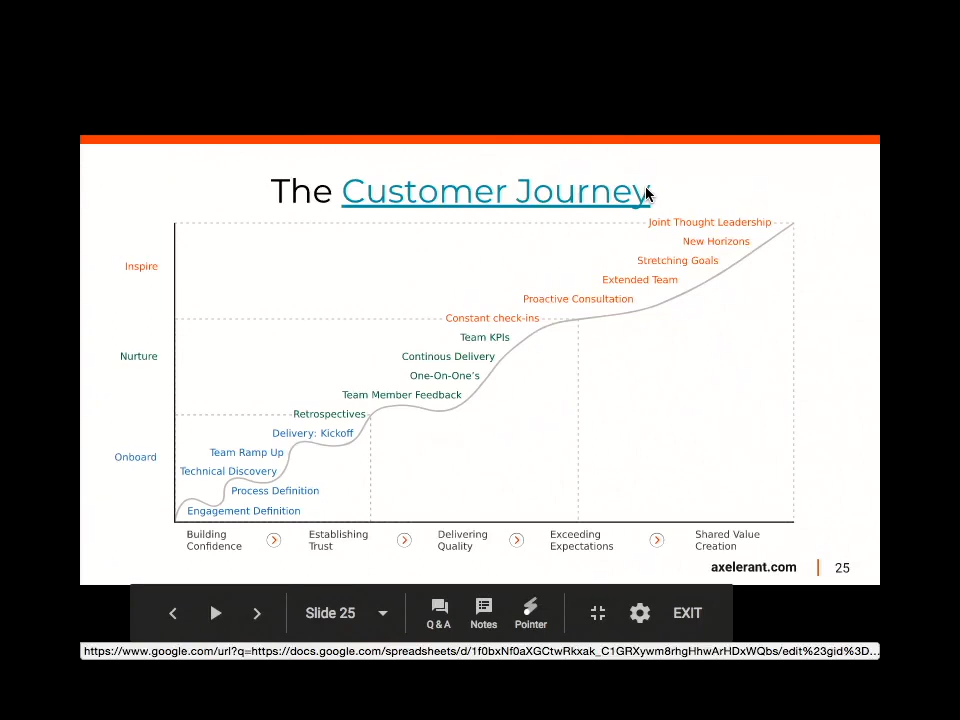 The Customer Journey
Joint Thought Leadership
New Horizons
Inspire
Stretching Goals
Extended Team
Proactive Consultation
Constant check-ins
Team KPIs
Nurture
Continous Delivery
One-On-One's
Team Member Feedback
Retrospectives
Delivery: Kickoff
Onboard
Team Ramp Up
Technical Discovery
Process Definition
Engagement Definition
Building
Confidence
Establishing
Trust
Delivering
Quality
Exceeding
Expectations
Shared Value
Creation
axelerant.com
25
Slide 25
Q & A
Notes
Pointer
EXIT
https://www.google.com/url?q=https://docs.google.com/spreadsheets/d/1f0bxNf0aXGCtwRkxak_C1GRXywm8rhgHhwArHDxWQbs/edit%23gid%3D...